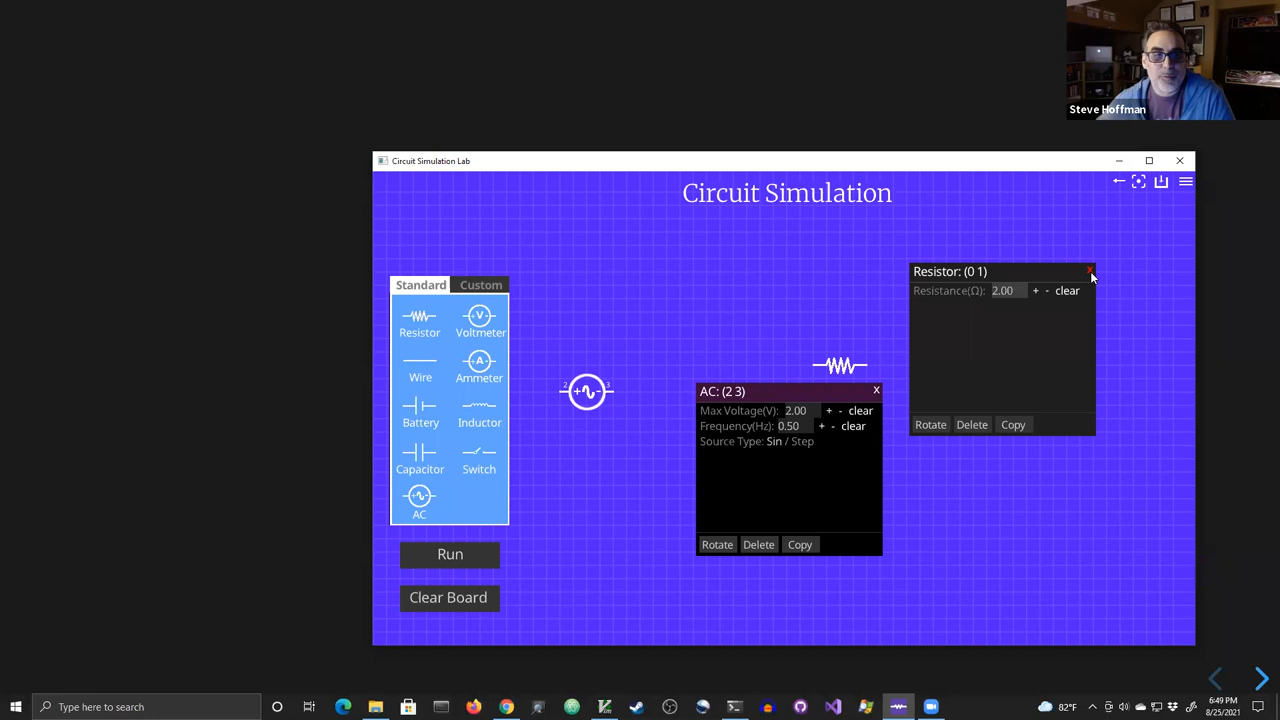 Steve Hoffman
Circuit Simulation Lab
Circuit Simulation
Standard Custom
Resistor Voltmeter
Wire Ammeter
Battery Inductor
Capacitor Switch
AC
Run
Clear Board
2 3
+V-
+A-
Resistor: (0 1) X
Resistance(Ω): 2.00 + - clear
Rotate Delete Copy
AC: (2 3) X
Max Voltage(V): 2.00 + - clear
Frequency(Hz): 0.50 + - clear
Source Type: Sin / Step
Rotate Delete Copy
Type here to search
82°F
6:49 PM
8/25/2021